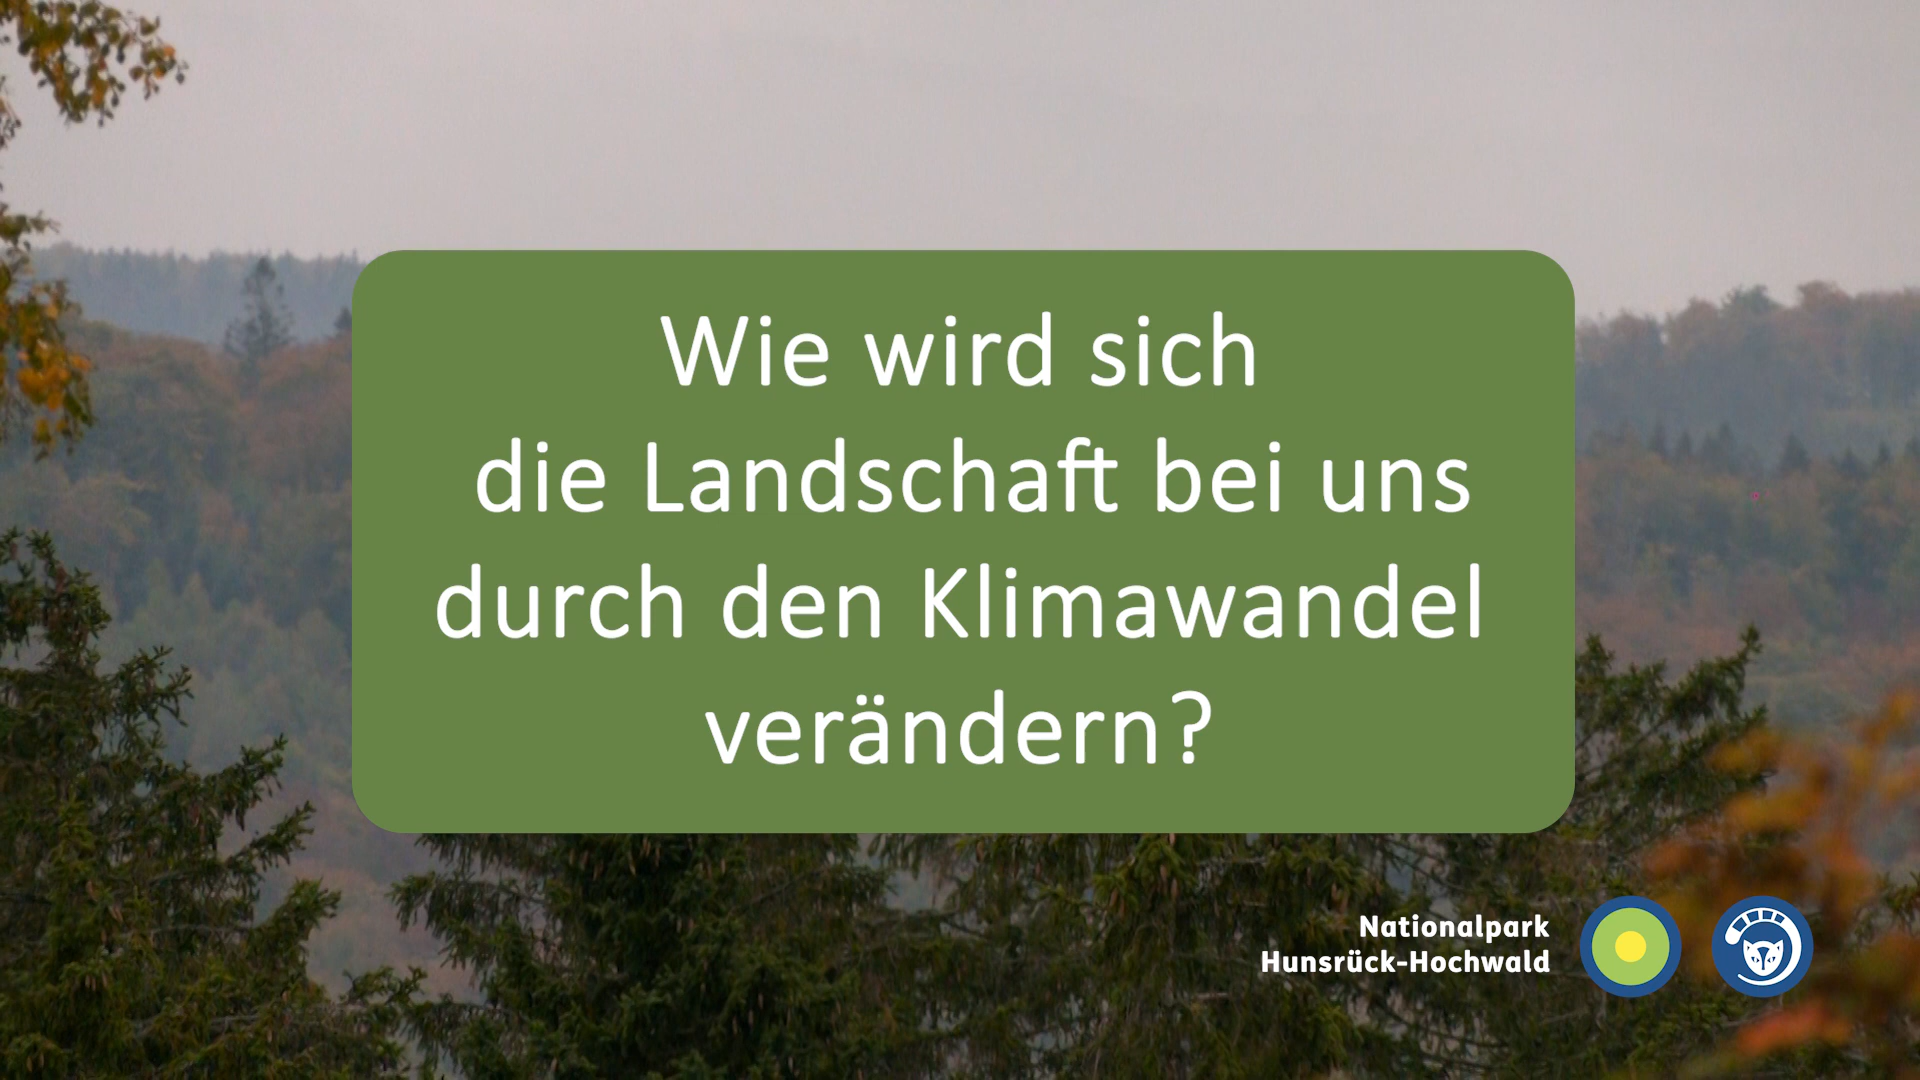 Wie wird sich
die Landschaft bei uns
durch den Klimawandel
verändern?
Nationalpark
Hunsrück-Hochwald